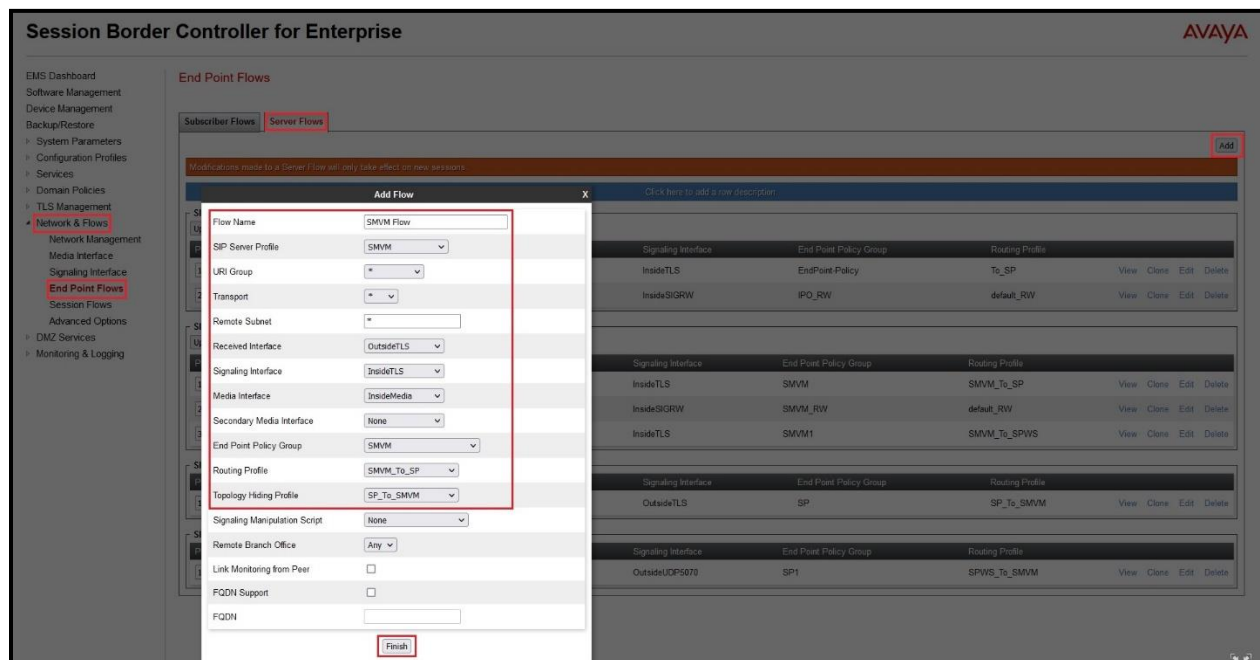 Session Border Controller for Enterprise
AVAYA
EMS Dashboard
Software Management
Device Management
Backup/Restore
System Parameters
Configuration Profiles
Services
Domain Policies
TLS Management
Network & Flows
Network Management
Media Interface
Signaling Interface
End Point Flows
Session Flows
Advanced Options
DMZ Services
Monitoring & Logging
End Point Flows
Subscriber Flows Server Flows
Add
Modifications made to a Server Flow will only take effect on new sessions.
Click here to add a row description
Add Flow X
Flow Name SMVM Flow
SIP Server Profile SMVM
URI Group *
Transport *
Remote Subnet *
Received Interface OutsideTLS
Signaling Interface InsideTLS
Media Interface InsideMedia
Secondary Media Interface None
End Point Policy Group SMVM
Routing Profile SMVM_To_SP
Topology Hiding Profile SP_To_SMVM
Signaling Manipulation Script None
Remote Branch Office Any
Link Monitoring from Peer
FQDN Support
FQDN
Finish
Signaling Interface End Point Policy Group Routing Profile
InsideTLS EndPoint-Policy To_SP View Clone Edit Delete
InsideSIGRW IPO_RW default_RW View Clone Edit Delete
Signaling Interface End Point Policy Group Routing Profile
InsideTLS SMVM SMVM_To_SP View Clone Edit Delete
InsideSIGRW SMVM_RW default_RW View Clone Edit Delete
InsideTLS SMVM1 SMVM_To_SPWS View Clone Edit Delete
Signaling Interface End Point Policy Group Routing Profile
OutsideTLS SP SP_To_SMVM View Clone Edit Delete
Signaling Interface End Point Policy Group Routing Profile
OutsideUDP5070 SP1 SPWS_To_SMVM View Clone Edit Delete